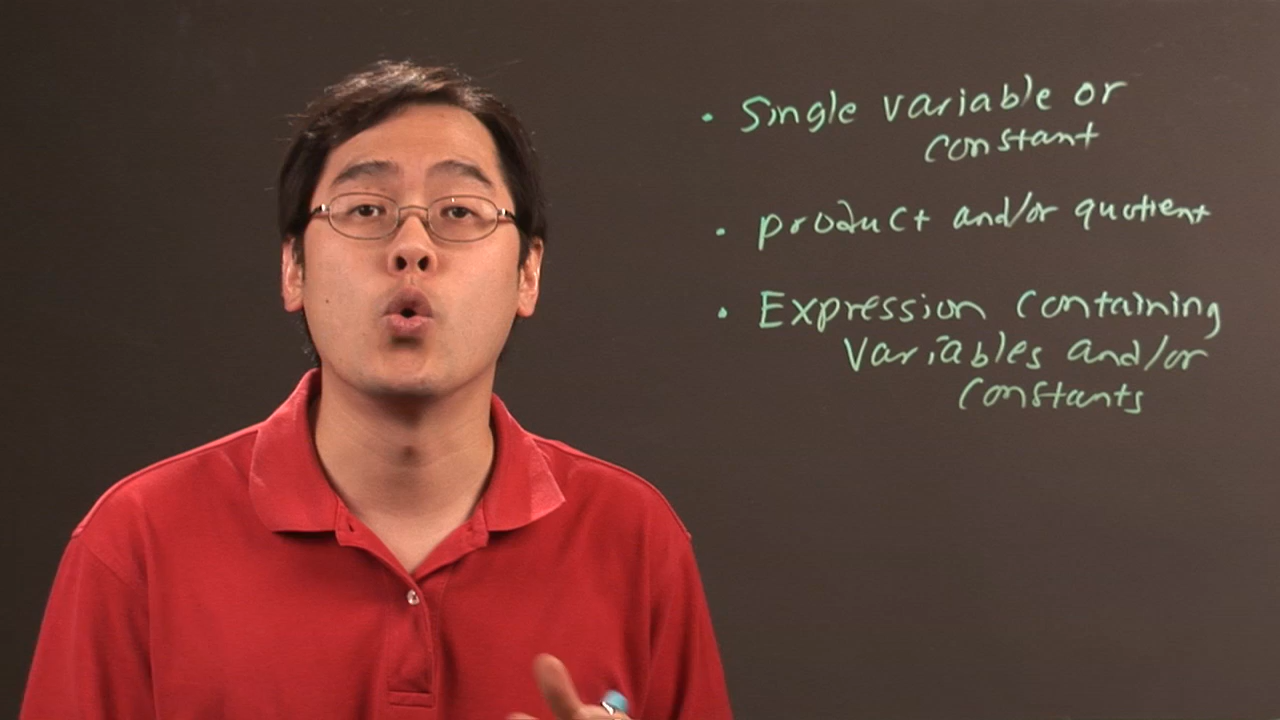 • Single variable or
constant
• product and/or quotient
• Expression containing
variables and/or
constants